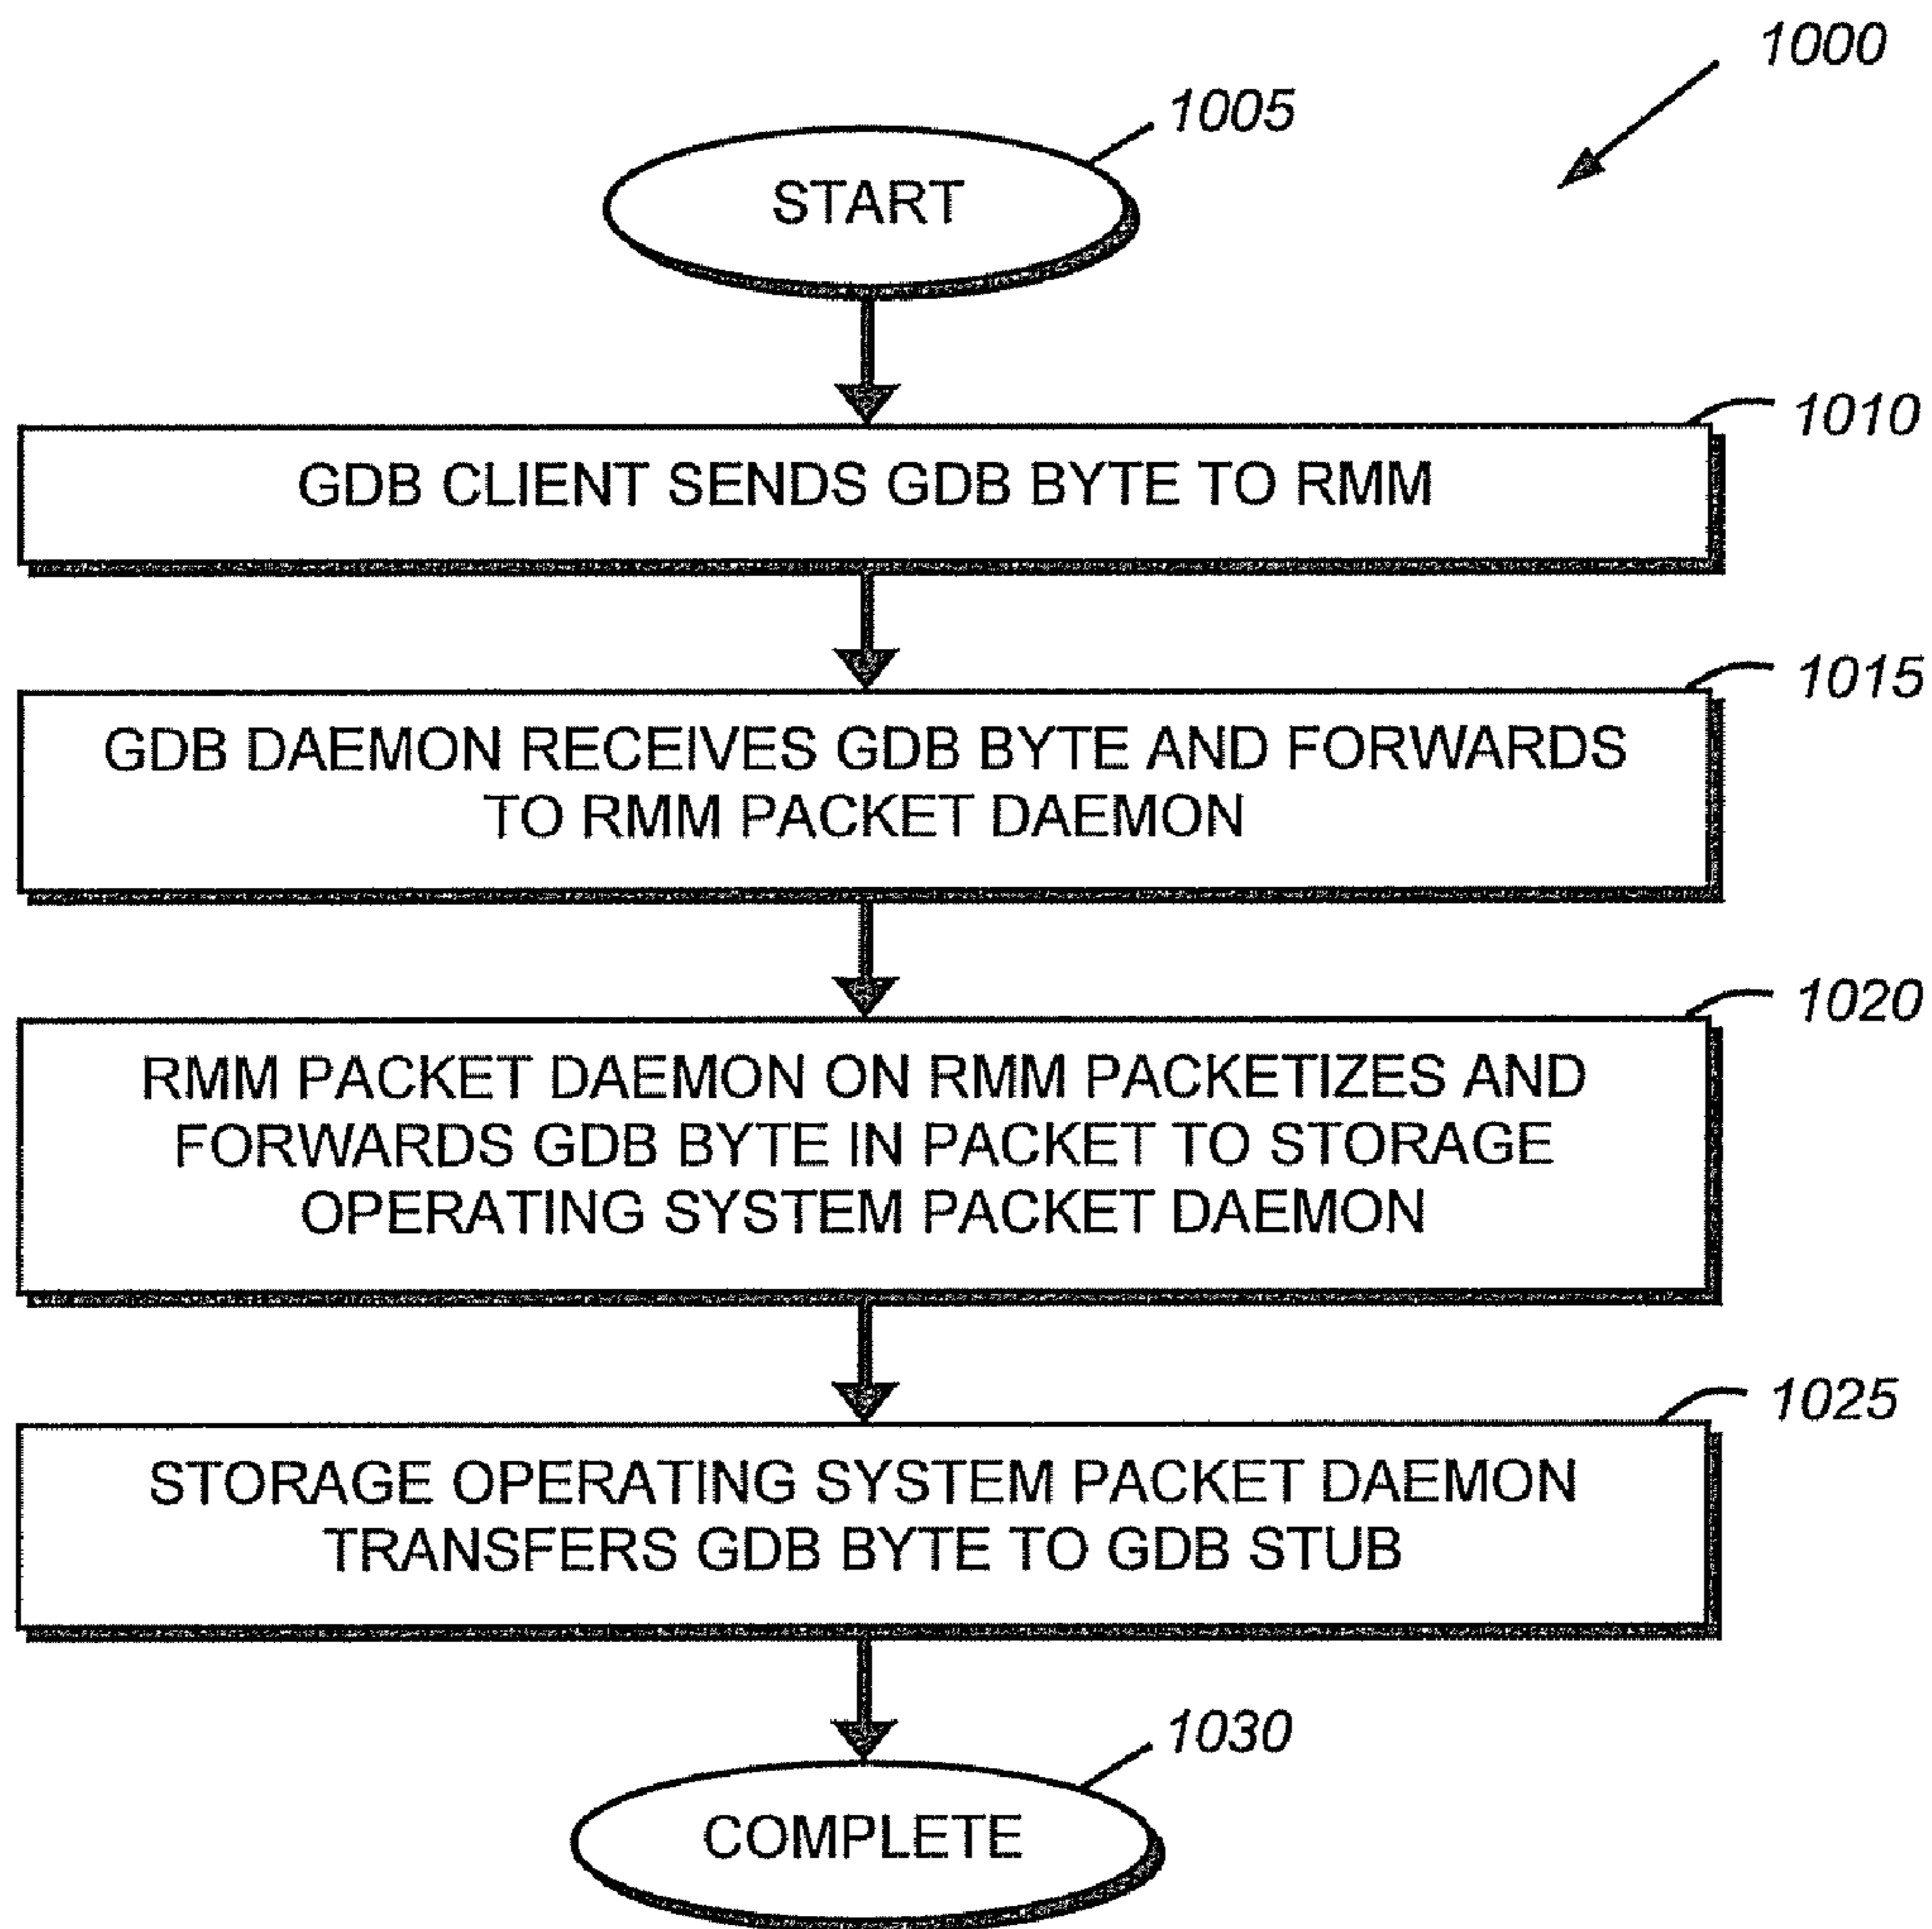 1000
1005
START
1010
GDB CLIENT SENDS GDB BYTE TO RMM
1015
GDB DAEMON RECEIVES GDB BYTE AND FORWARDS
TO RMM PACKET DAEMON
1020
RMM PACKET DAEMON ON RMM PACKETIZES AND
FORWARDS GDB BYTE IN PACKET TO STORAGE
OPERATING SYSTEM PACKET DAEMON
1025
STORAGE OPERATING SYSTEM PACKET DAEMON
TRANSFERS GDB BYTE TO GDB STUB
1030
COMPLETE